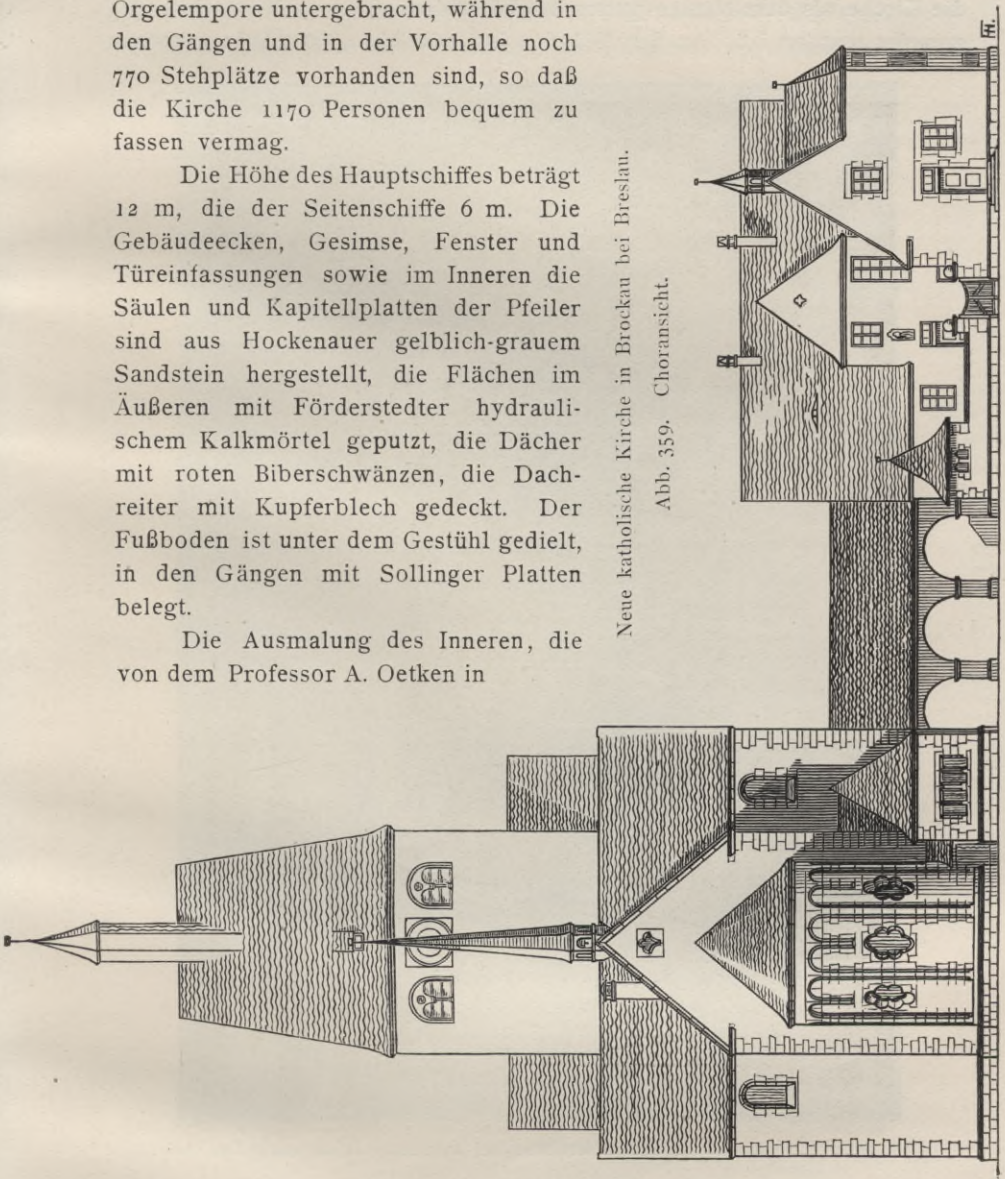 Orgelempore untergebracht, während in
den Gängen und in der Vorhalle noch
770 Stehplätze vorhanden sind, so daß
die Kirche 1170 Personen bequem zu
fassen vermag.
Die Höhe des Hauptschiffes beträgt
12 m, die der Seitenschiffe 6 m. Die
Gebäudeecken, Gesimse, Fenster und
Türeinfassungen sowie im Inneren die
Säulen und Kapitellplatten der Pfeiler
sind aus Hockenauer gelblich-grauem
Sandstein hergestellt, die Flächen im
Äußeren mit Förderstedter hydrauli-
schem Kalkmörtel geputzt, die Dächer
mit roten Biberschwänzen, die Dach-
reiter mit Kupferblech gedeckt. Der
Fußboden ist unter dem Gestühl gedielt,
in den Gängen mit Sollinger Platten
belegt.
Die Ausmalung des Inneren, die
von dem Professor A. Oetken in
Neue katholische Kirche in Brockau bei Breslau.
Abb. 359. Choransicht.